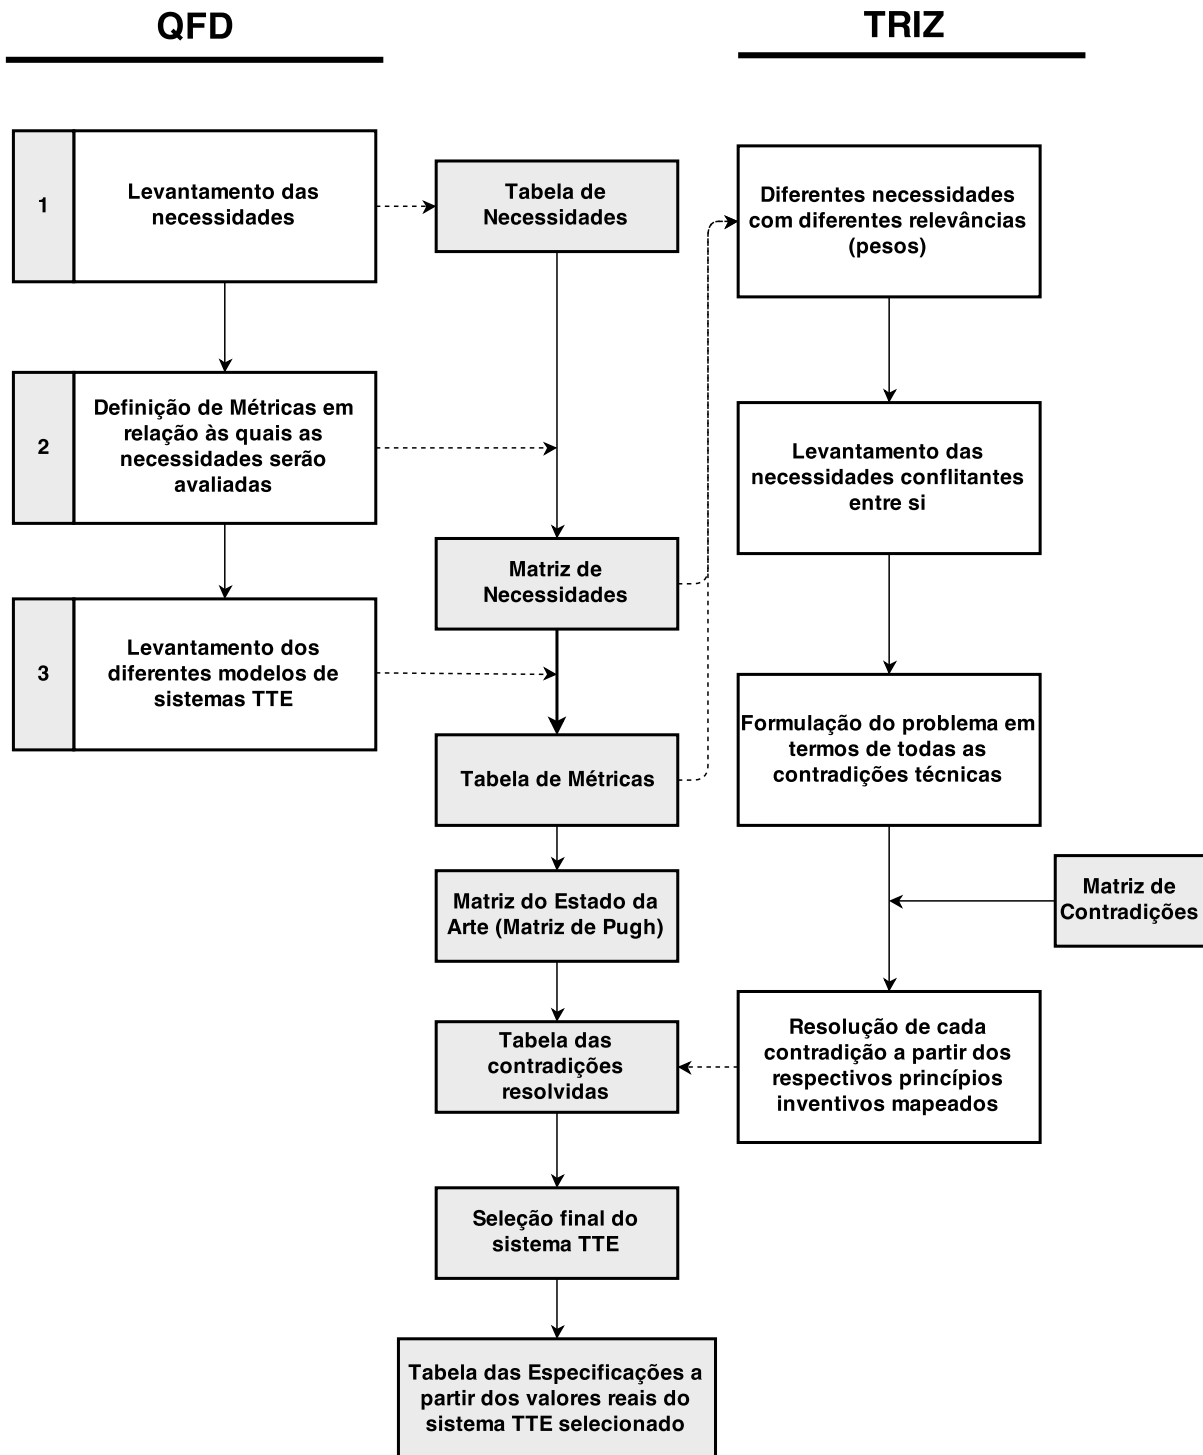 QFD
TRIZ
1
Levantamento das
necessidades
Tabela de
Necessidades
Diferentes necessidades
com diferentes relevâncias
(pesos)
2
Definição de Métricas em
relação às quais as
necessidades serão
avaliadas
Levantamento das
necessidades conflitantes
entre si
Matriz de
Necessidades
3
Levantamento dos
diferentes modelos de
sistemas TTE
Formulação do problema em
termos de todas as
contradições técnicas
Tabela de Métricas
Matriz do Estado da
Arte (Matriz de Pugh)
Matriz de
Contradições
Tabela das
contradições
resolvidas
Resolução de cada
contradição a partir dos
respectivos princípios
inventivos mapeados
Seleção final do
sistema TTE
Tabela das Especificações a
partir dos valores reais do
sistema TTE selecionado